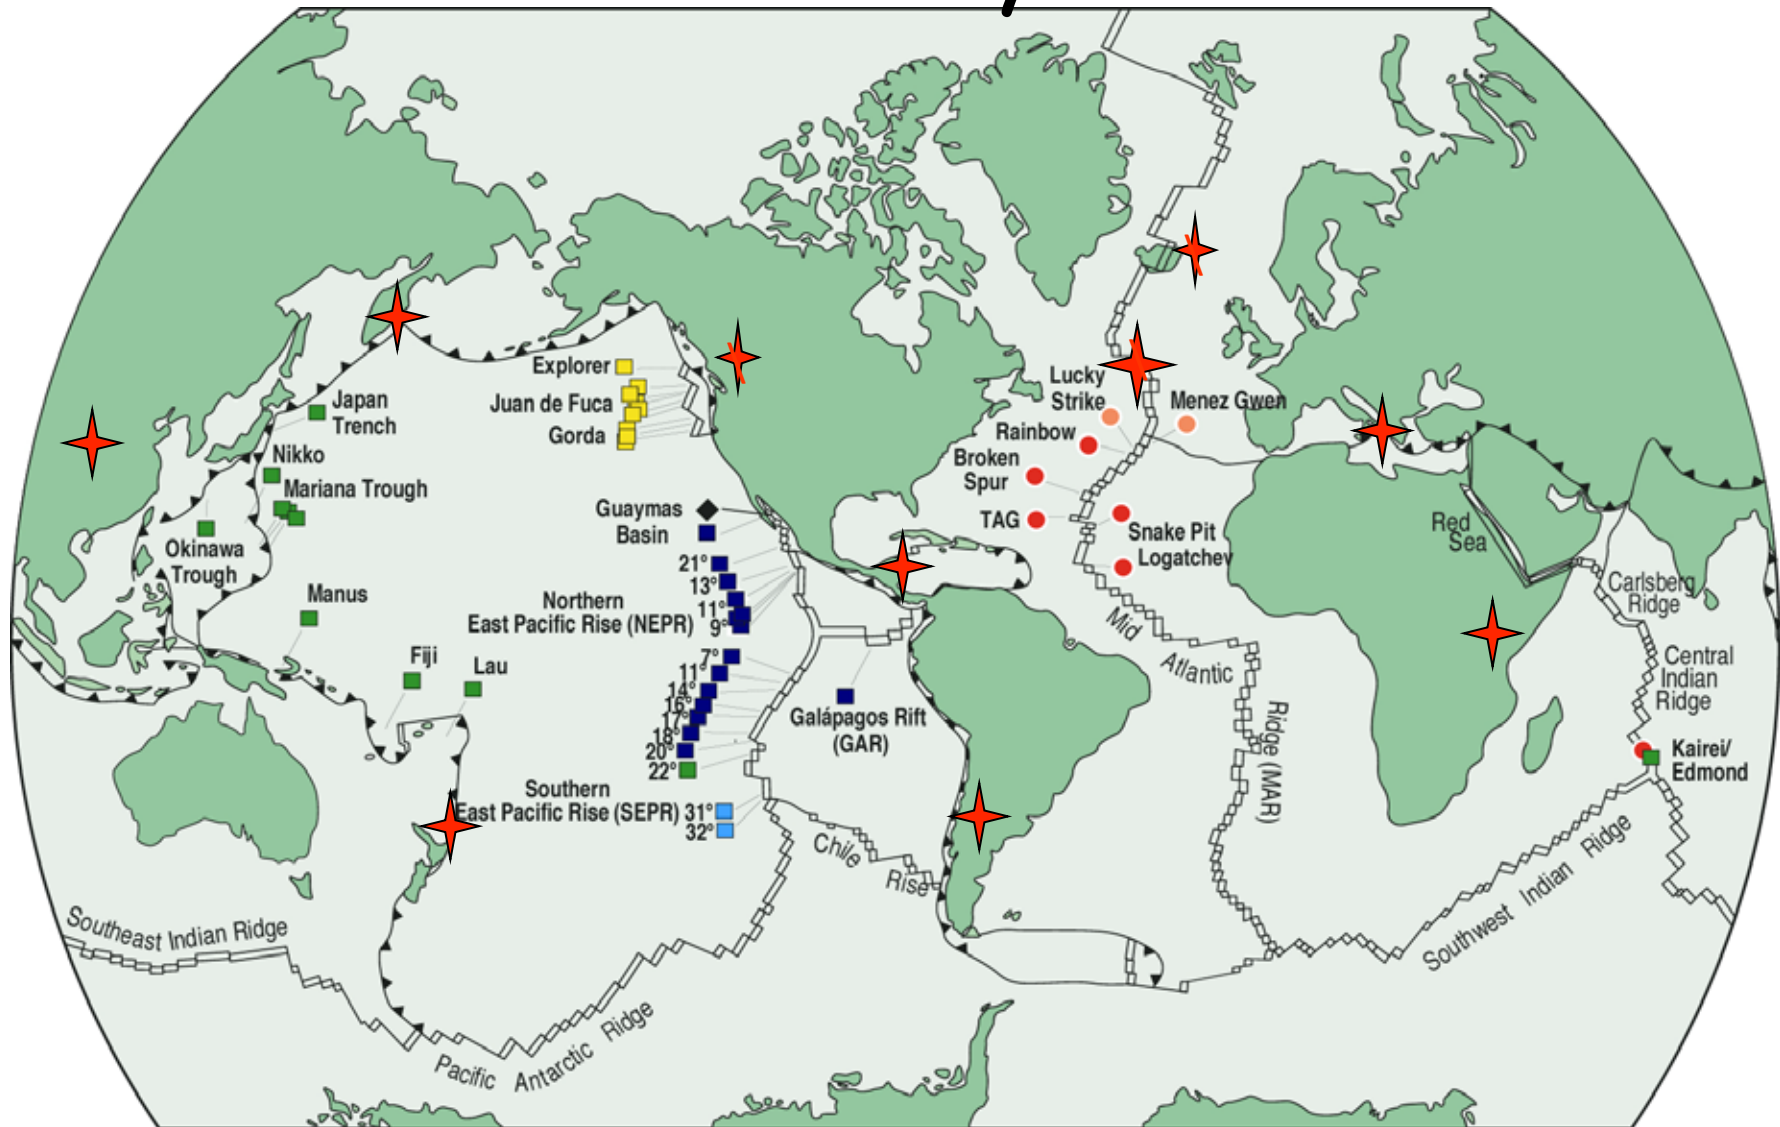 Explorer
Juan de Fuca
Gorda
Japan
Trench
Nikko
Mariana Trough
Okinawa
Trough
Manus
Fiji
Lau
Guaymas
Basin
21°
13°
11°
9°
Northern
East Pacific Rise (NEPR)
7°
11°
14°
16°
17°
18°
20°
22°
Southern
East Pacific Rise (SEPR)
31°
32°
Galápagos Rift
(GAR)
Chile
Rise
Lucky
Strike
Menez Gwen
Rainbow
Broken
Spur
TAG
Snake Pit
Logatchev
Mid
Atlantic
Ridge (MAR)
Red
Sea
Carlsberg
Ridge
Central
Indian
Ridge
Kairei/
Edmond
Southwest Indian Ridge
Southeast Indian Ridge
Pacific Antarctic Ridge